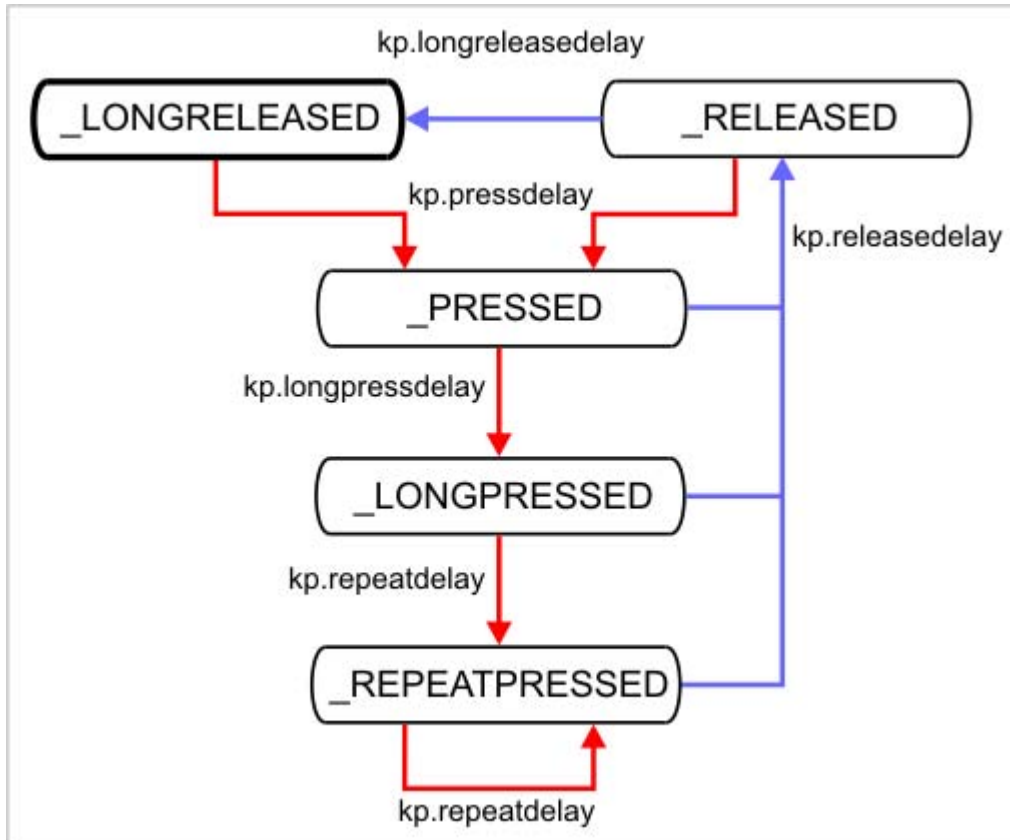 kp.longreleasedelay
_LONGRELEASED
_RELEASED
kp.pressdelay
kp.releasedelay
_PRESSED
kp.longpressdelay
_LONGPRESSED
kp.repeatdelay
_REPEATPRESSED
kp.repeatdelay